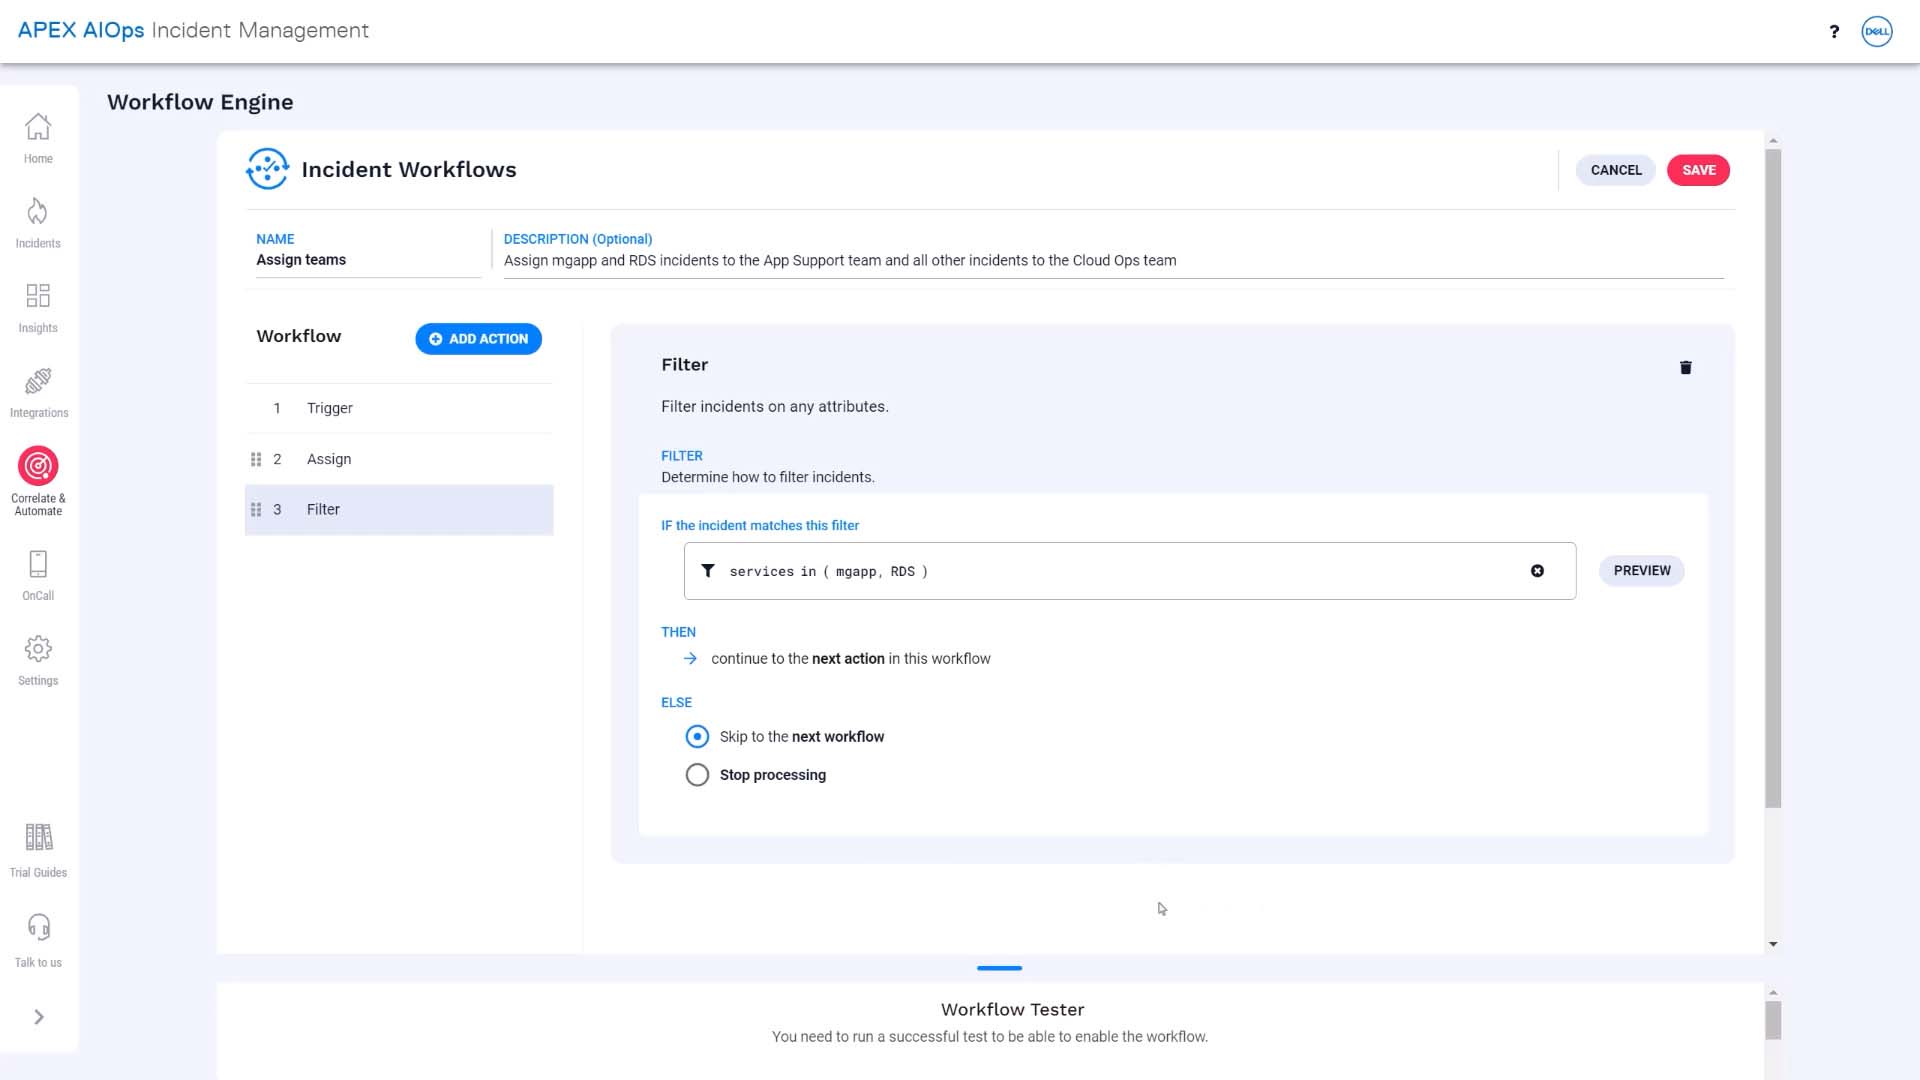 APEX AIOps Incident Management
?
DELL
Workflow Engine
Home
Incidents
Insights
Integrations
Correlate &
Automate
OnCall
Settings
Trial Guides
Talk to us
Incident Workflows
CANCEL
SAVE
NAME
Assign teams
DESCRIPTION (Optional)
Assign mgapp and RDS incidents to the App Support team and all other incidents to the Cloud Ops team
Workflow
ADD ACTION
1 Trigger
2 Assign
3 Filter
Filter
Filter incidents on any attributes.
FILTER
Determine how to filter incidents.
IF the incident matches this filter
services in ( mgapp, RDS )
PREVIEW
THEN
continue to the next action in this workflow
ELSE
Skip to the next workflow
Stop processing
Workflow Tester
You need to run a successful test to be able to enable the workflow.